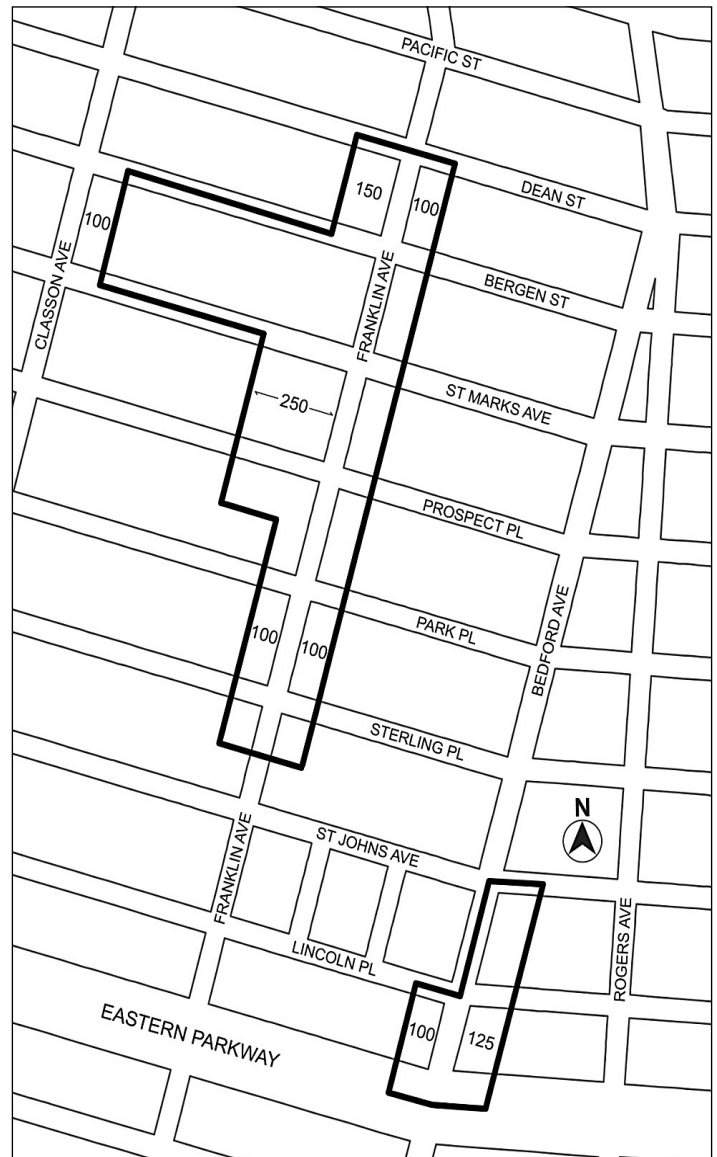 PACIFIC ST
150
DEAN ST
100
100
CLASSON AVE
FRANKLIN AVE
BERGEN ST
250
ST MARKS AVE
PROSPECT PL
BEDFORD AVE
PARK PL
100
100
STERLING PL
N
FRANKLIN AVE
ST JOHNS AVE
ROGERS AVE
LINCOLN PL
EASTERN PARKWAY
100
125